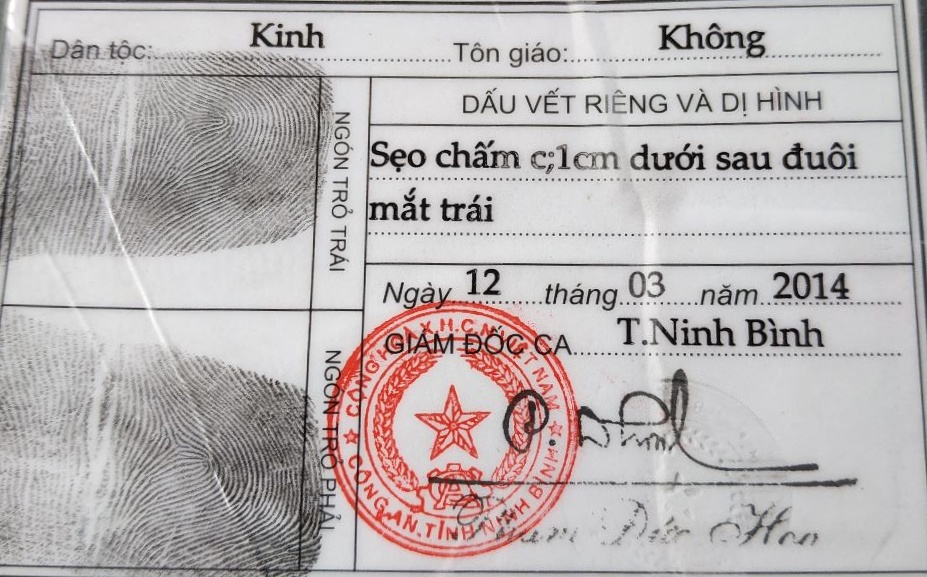 Dân tộc: Kinh Tôn giáo: Không
NGÓN TRỎ TRÁI
DẤU VẾT RIÊNG VÀ DỊ HÌNH
Sẹo chấm c;1cm dưới sau đuôi
mắt trái
Ngày 12 tháng 03 năm 2014
GIÁM ĐỐC CA T.Ninh Bình
NGÓN TRỎ PHẢI
CỘNG HÒA X.H.C.N VIỆT NAM
CÔNG AN TỈNH NINH BÌNH
Đức Hoa